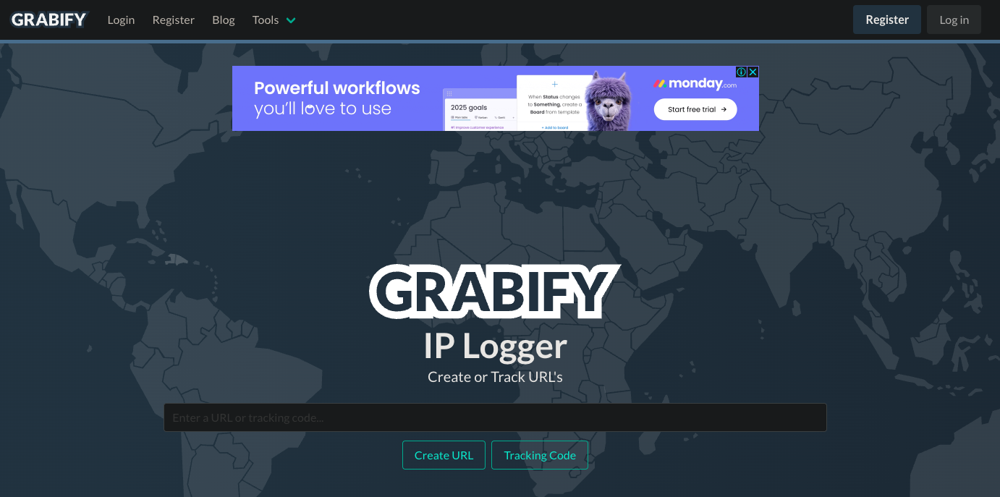 GRABIFY Login Register Blog Tools Register Log in
Powerful workflows
you'll love to use
2025 goals
Main table Kanban Gantt
#1 Improve customer experience
When Status changes
to Something, create a
Board from template
+ Add to board
monday.com
Start free trial →
GRABIFY
IP Logger
Create or Track URL's
Enter a URL or tracking code...
Create URL Tracking Code